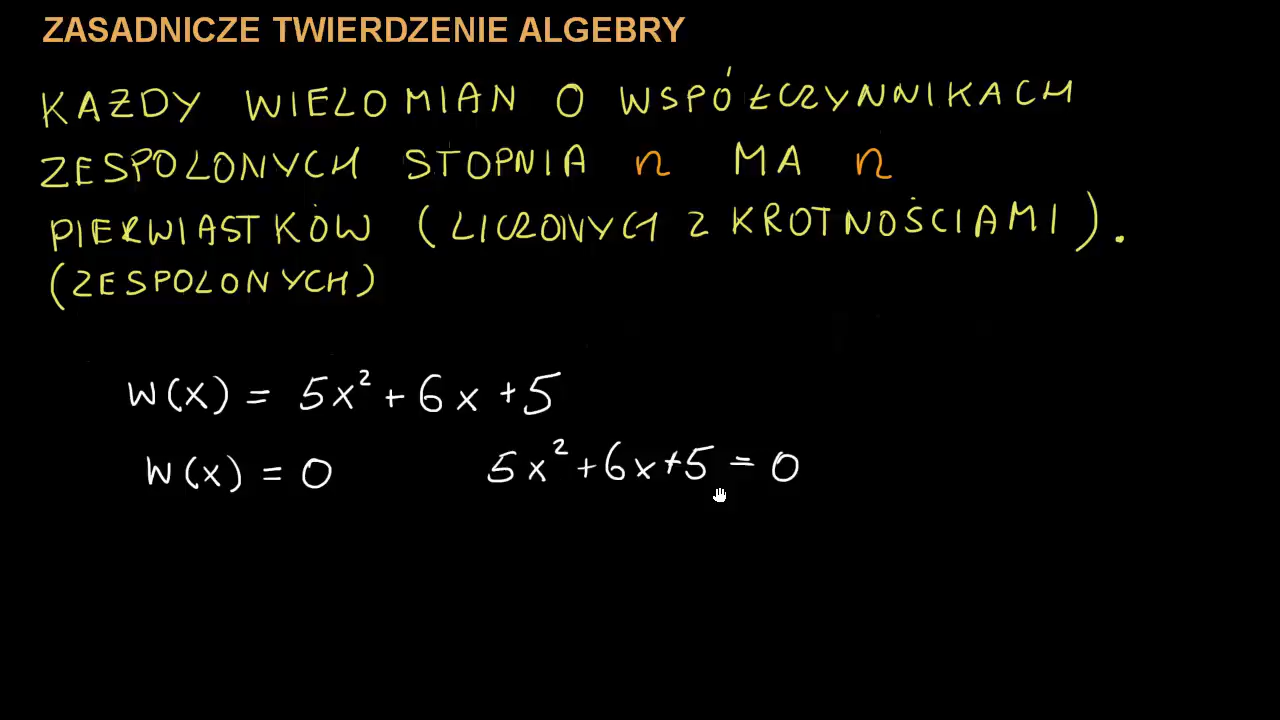 ZASADNICZE TWIERDZENIE ALGEBRY
KAŻDY WIELOMIAN O WSPÓŁCZYNNIKACH
ZESPOLONYCH STOPNIA n MA n
PIERWIASTKÓW (LICZONYCH Z KROTNOŚCIAMI).
(ZESPOLONYCH)
W(X) = 5x² + 6x + 5
W(X) = 0 5x² + 6x + 5 = 0